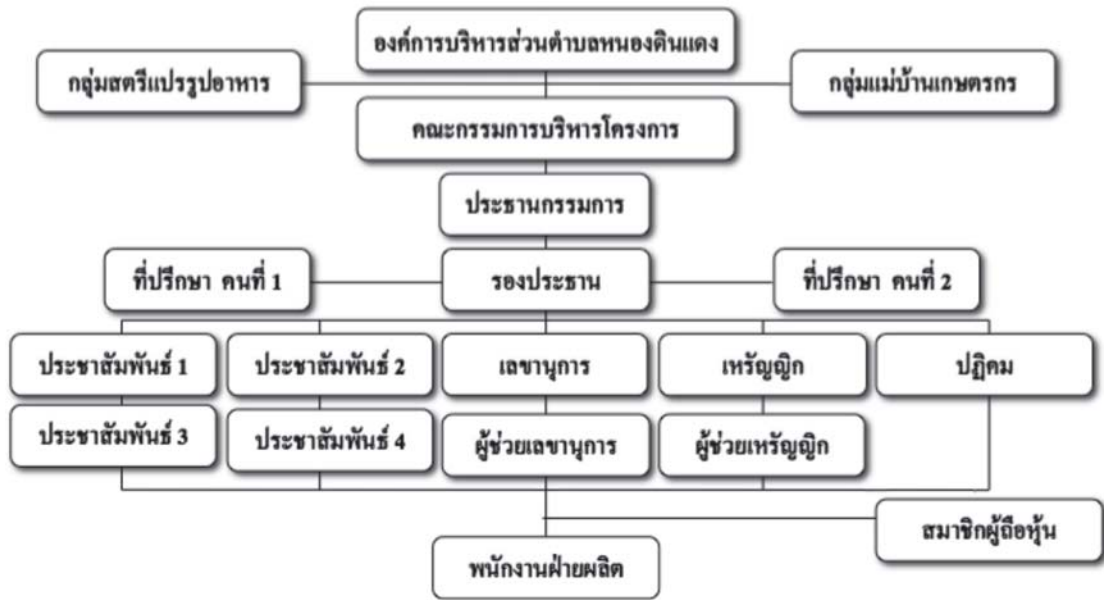 องค์การบริหารส่วนตำบลหนองดินแดง
กลุ่มสตรีแปรรูปอาหาร
กลุ่มแม่บ้านเกษตรกร
คณะกรรมการบริหารโครงการ
ประธานกรรมการ
ที่ปรึกษา คนที่ 1
รองประธาน
ที่ปรึกษา คนที่ 2
ประชาสัมพันธ์ 1
ประชาสัมพันธ์ 2
เลขานุการ
เหรัญญิก
ปฏิคม
ประชาสัมพันธ์ 3
ประชาสัมพันธ์ 4
ผู้ช่วยเลขานุการ
ผู้ช่วยเหรัญญิก
สมาชิกผู้ถือหุ้น
พนักงานฝ่ายผลิต